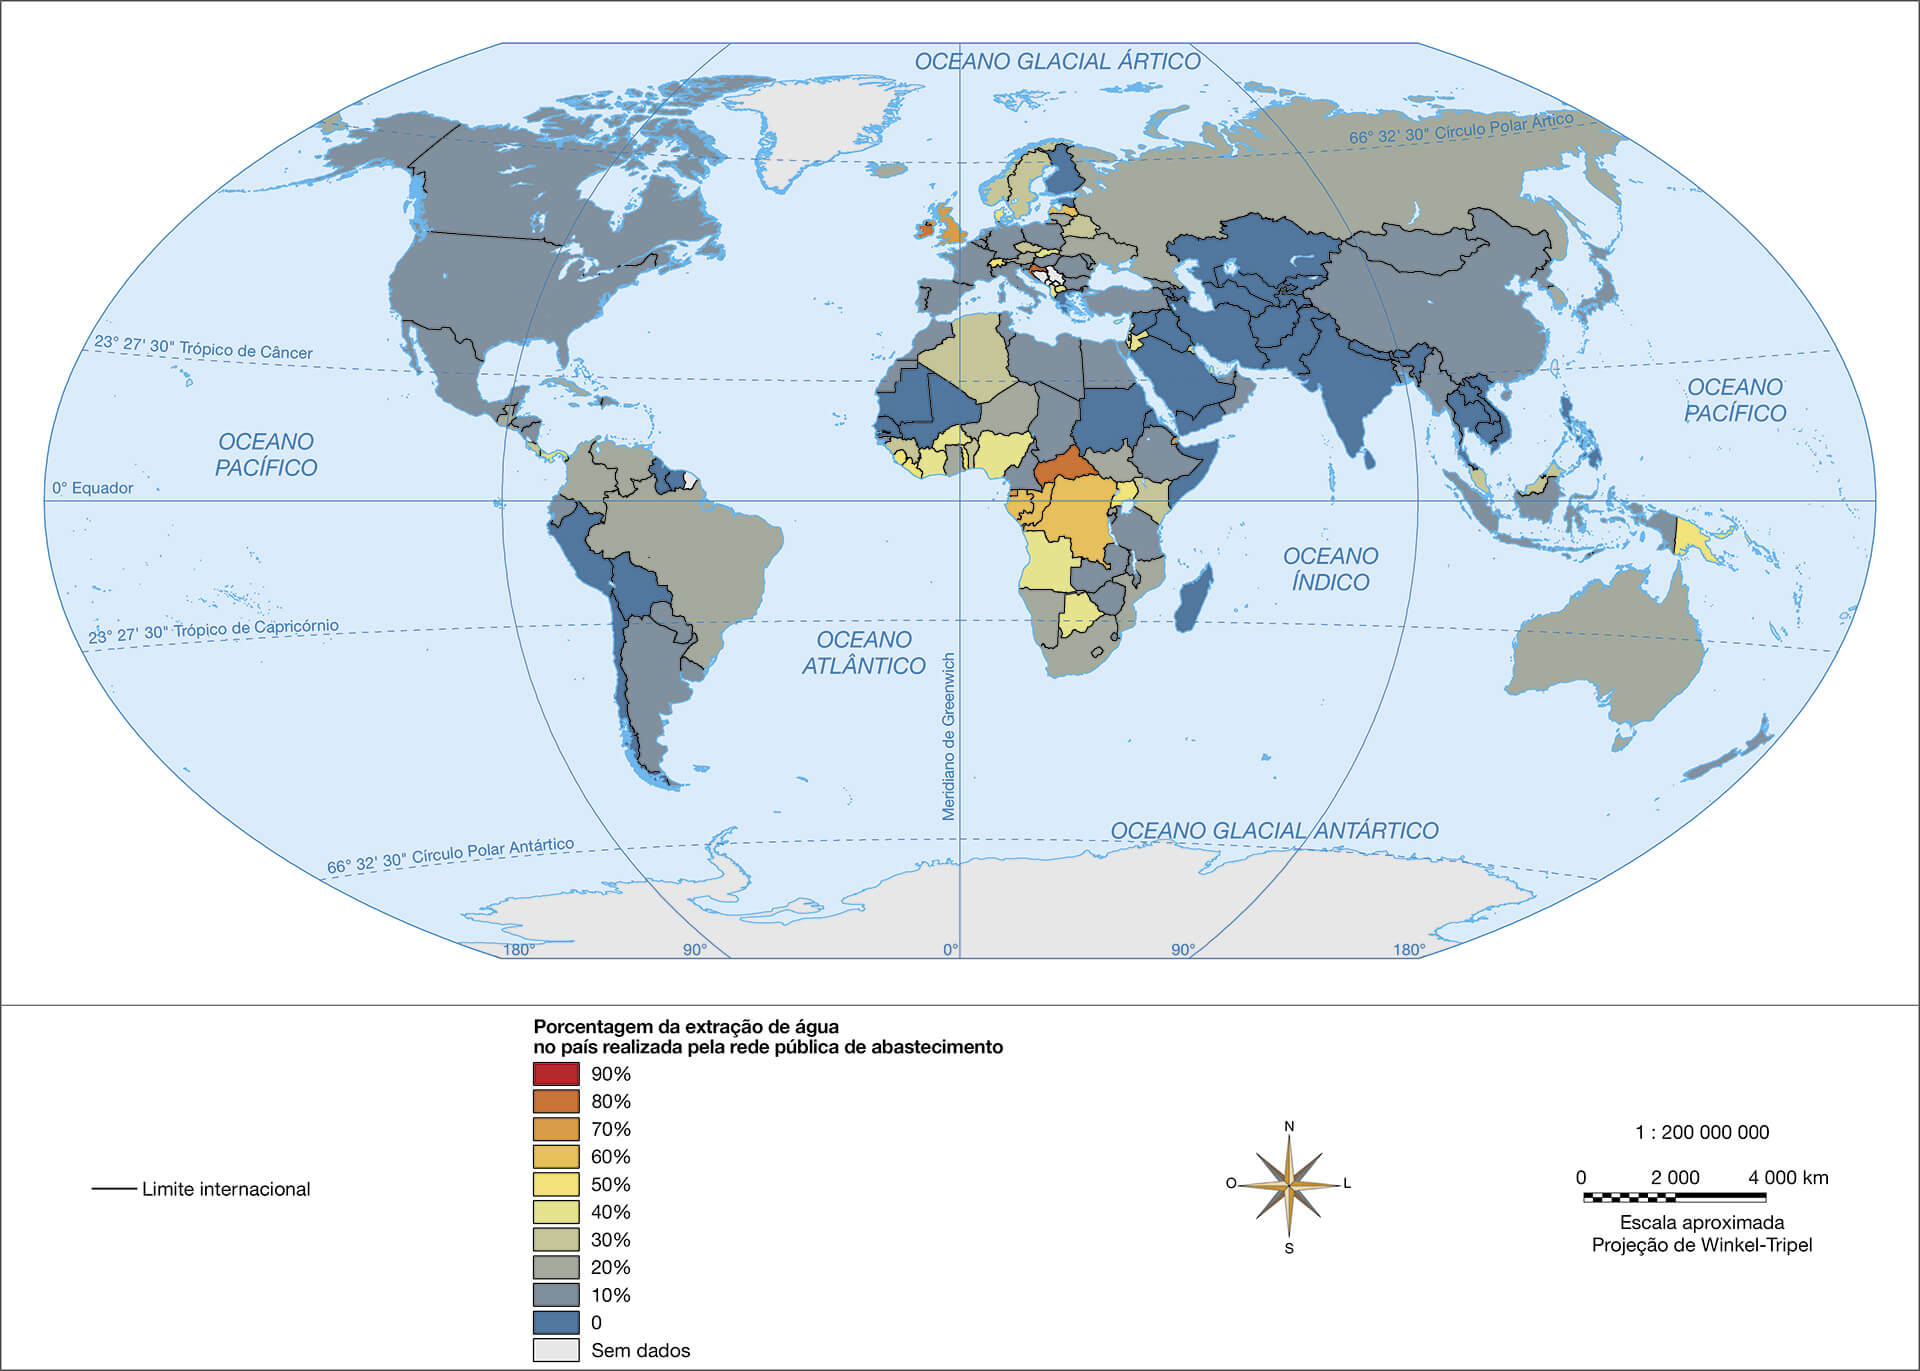 OCEANO GLACIAL ÁRTICO
66° 32' 30" Círculo Polar Ártico
23° 27' 30" Trópico de Câncer
OCEANO
PACÍFICO
OCEANO
PACÍFICO
0° Equador
OCEANO
ÍNDICO
23° 27' 30" Trópico de Capricórnio
OCEANO
ATLÂNTICO
Meridiano de Greenwich
OCEANO GLACIAL ANTÁRTICO
66° 32' 30" Círculo Polar Antártico
180°
90°
0°
90°
180°
Porcentagem da extração de água
no país realizada pela rede pública de abastecimento
90%
80%
70%
60%
50%
40%
30%
20%
10%
0
Sem dados
Limite internacional
N
O
L
S
1 : 200 000 000
0 2 000 4 000 km
Escala aproximada
Projeção de Winkel-Tripel